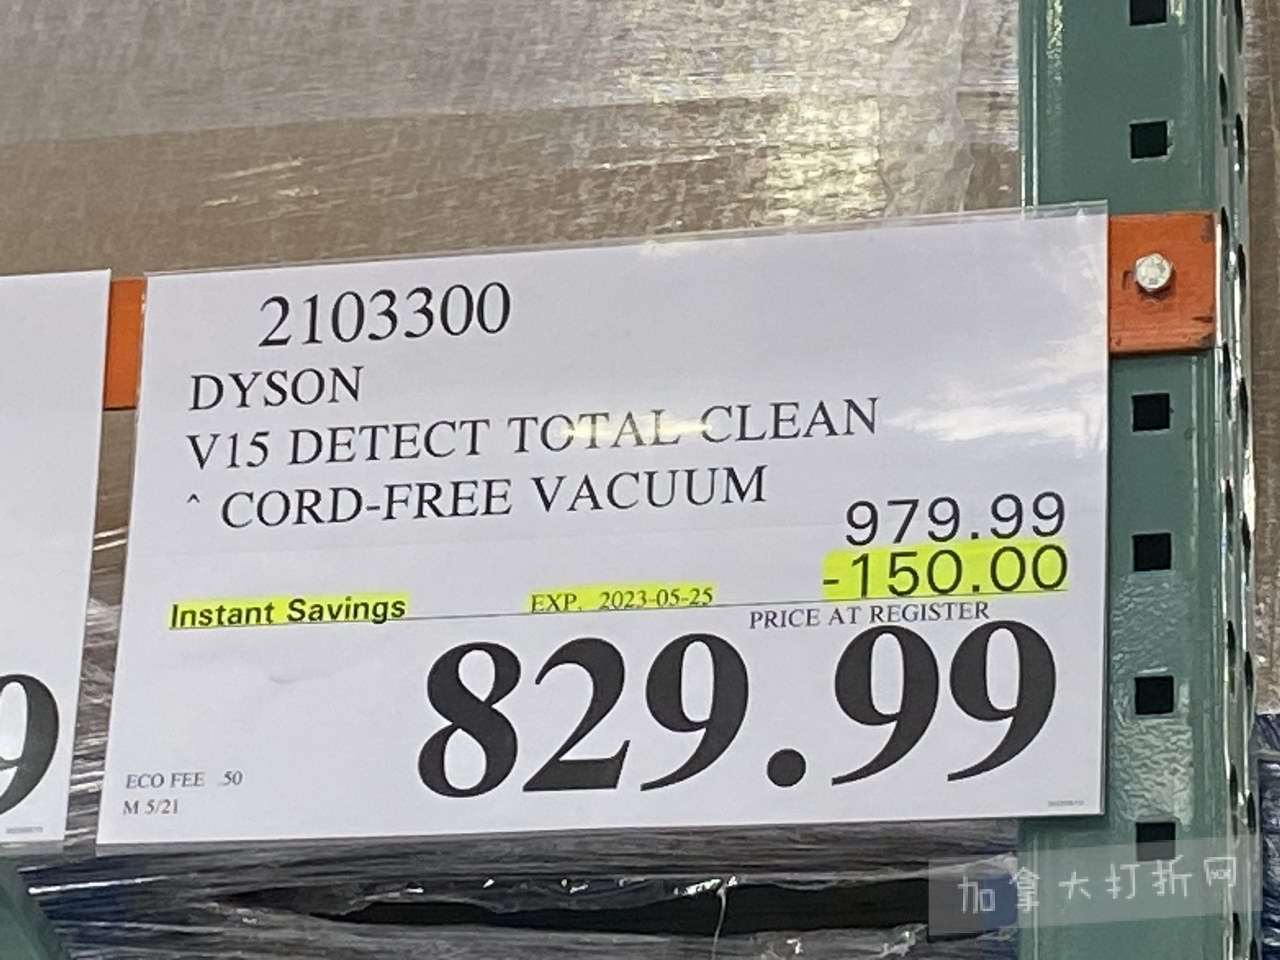 2103300
DYSON
V15 DETECT TOTAL CLEAN
^ CORD-FREE VACUUM
979.99
-150.00
Instant Savings EXP. 2023-05-25
PRICE AT REGISTER
829.99
ECO FEE .50
M 5/21
9
加拿大打折网